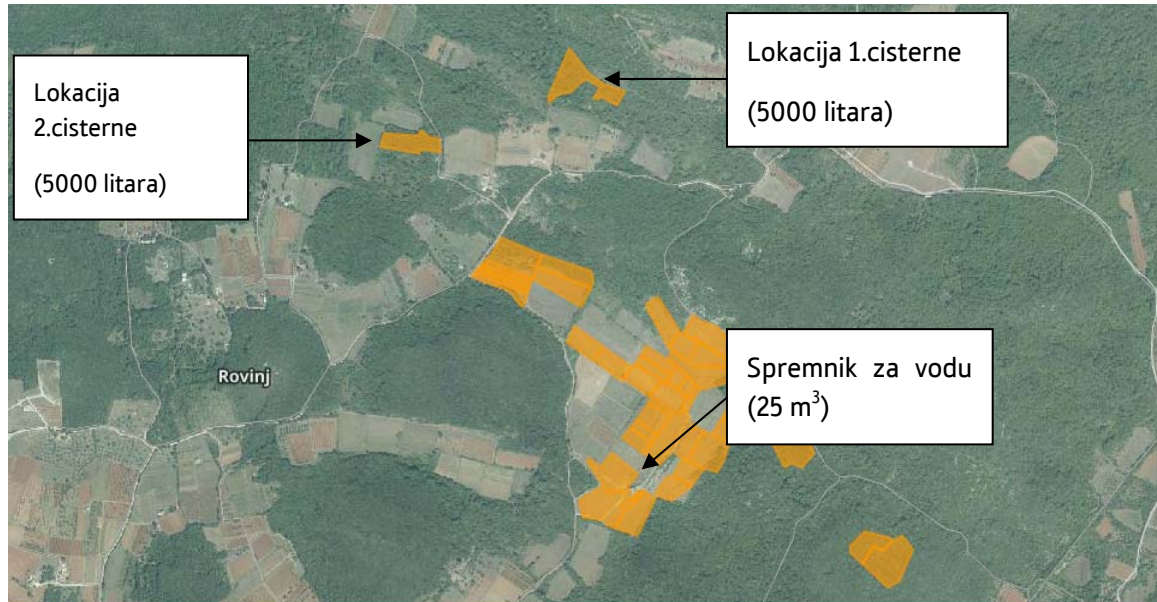 Lokacija 1.cisterne
(5000 litara)
Lokacija
2.cisterne
(5000 litara)
Spremnik za vodu
(25 m³)
Rovinj